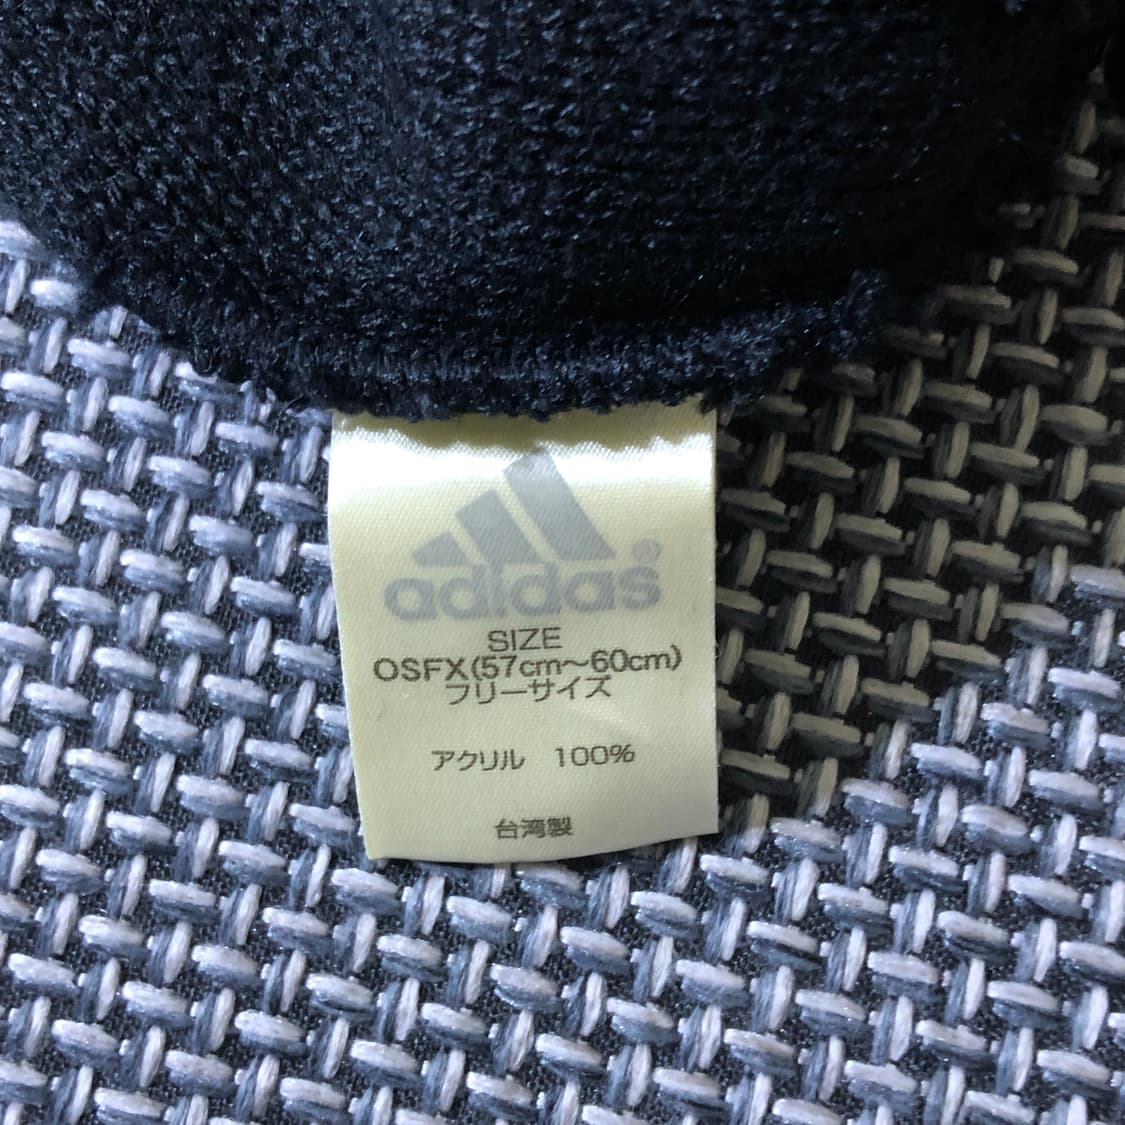 adidas®
SIZE
OSFX(57cm～60cm)
フリーサイズ
アクリル 100%
台湾製